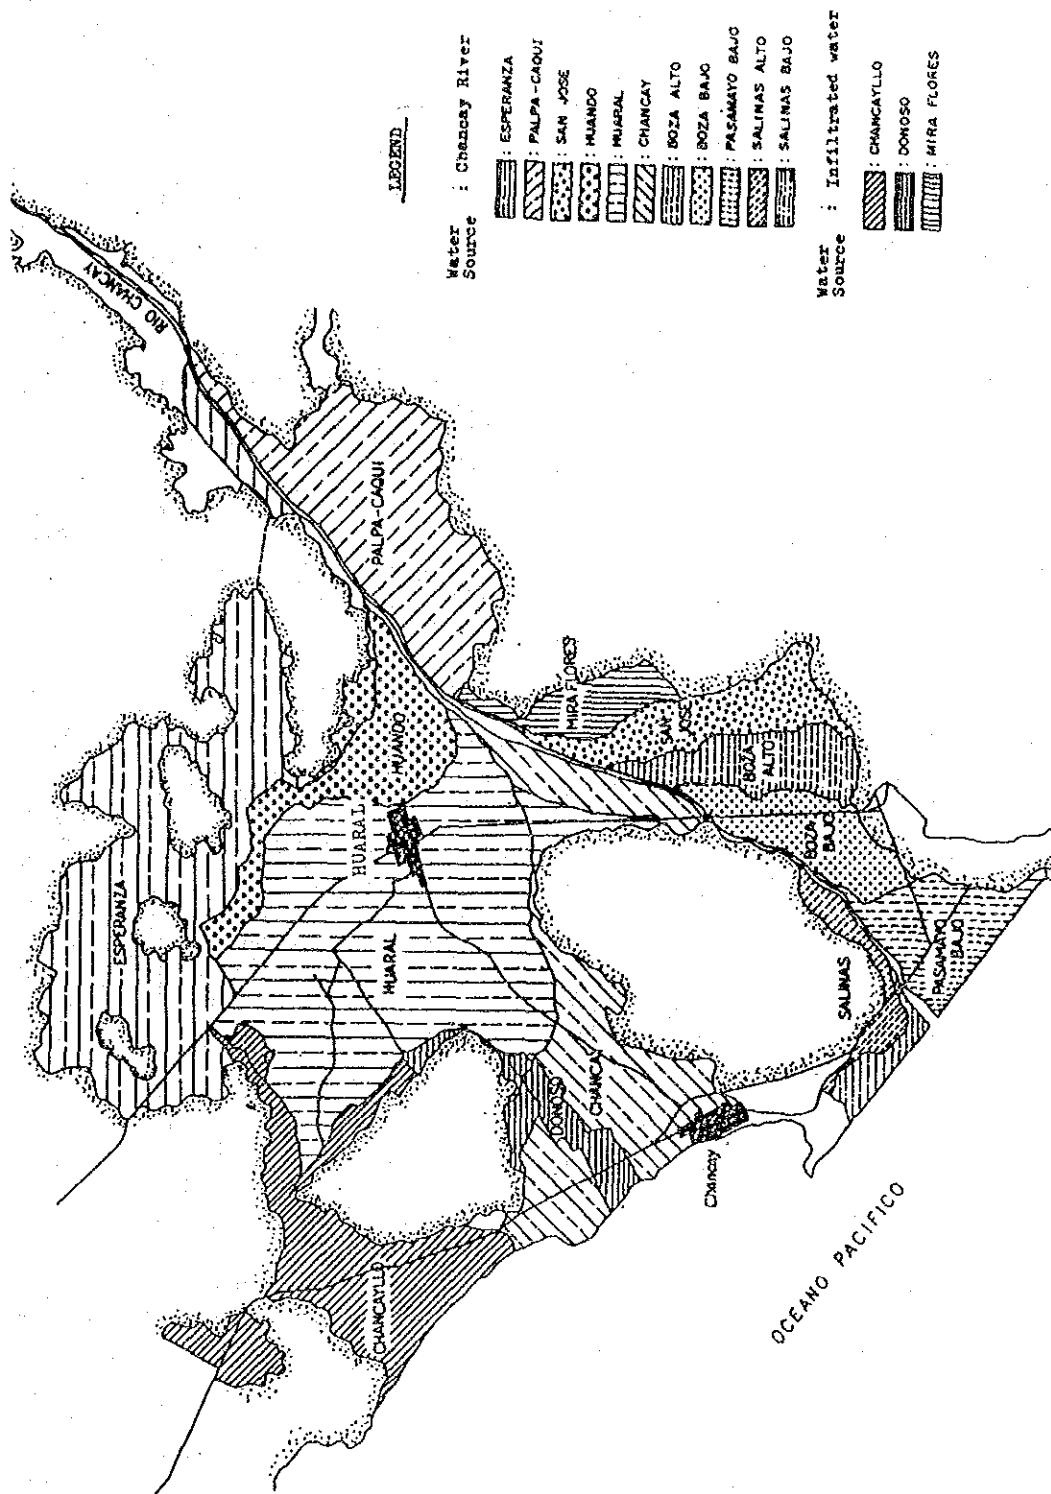 LEGEND
Water Source : Chancay River
: ESPERANZA
: PALPA-CAQUI
: SAN JOSE
: HUANDO
: HUARAL
: CHANCAY
: BOZA ALTO
: BOZA BAJO
: PASAMAYO BAJO
: SALINAS ALTO
: SALINAS BAJO
Water Source : Infiltrated water
: CHANCAYLLO
: DONOSO
: MIRA FLORES
RIO CHANCAY
PALPA-CAQUI
ESPERANZA
HUANDO
HUARAL
HUARAL
MIRA FLORES
SAN JOSE
BOZA ALTO
BOZA BAJO
PASAMAYO BAJO
SALINAS
CHANCAY
DONOSO
Chancay
CHANCAYLLO
OCEANO PACIFICO